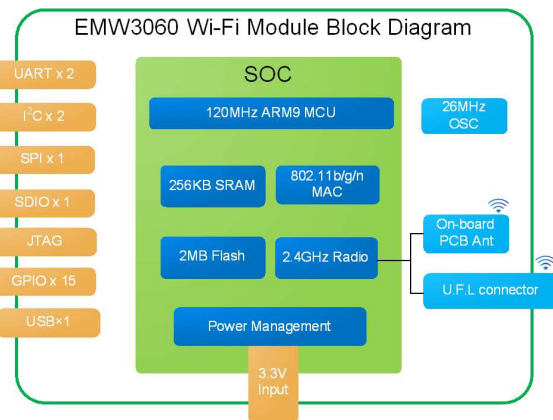 EMW3060 Wi-Fi Module Block Diagram
UART x 2
I²C x 2
SPI x 1
SDIO x 1
JTAG
GPIO x 15
USB×1
SOC
120MHz ARM9 MCU
256KB SRAM
802.11b/g/n
MAC
2MB Flash
2.4GHz Radio
Power Management
3.3V
Input
26MHz
OSC
On-board
PCB Ant
U.F.L connector